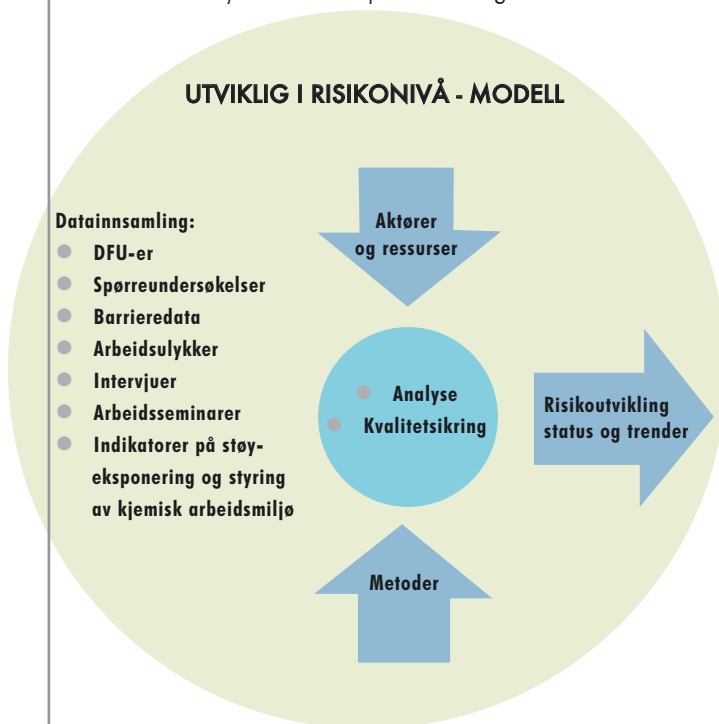 UTVIKLIG I RISIKONIVÅ - MODELL
Datainnsamling:
DFU-er
Spørreundersøkelser
Barrieredata
Arbeidsulykker
Intervjuer
Arbeidsseminarer
Indikatorer på støy-
eksponering og styring
av kjemisk arbeidsmiljø
Aktører
og ressurser
Analyse
Kvalitetsikring
Metoder
Risikoutvikling
status og trender